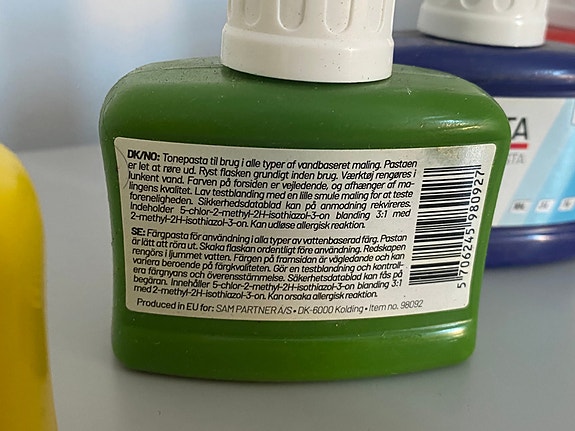 DK/NO: Tonepasta til brug i alle typer af vandbaseret maling. Pastaen
er let at røre ud. Ryst flasken grundigt inden brug. Værktøj rengøres i
lunkent vand. Farven på forsiden er vejledende, og afhænger af ma-
lingens kvalitet. Lav testblanding med en lille smule maling for at teste
foreneligheden. Sikkerhedsdatablad kan på anmodning rekvireres.
Indeholder 5-chlor-2-methyl-2H-isothiazol-3-on blanding 3:1 med
2-methyl-2H-isothiazol-3-on. Kan udløse allergisk reaktion.
SE: Färgpasta för användning i alla typer av vattenbaserad färg. Pastan
är lätt att röra ut. Skaka flaskan ordentligt före användning. Redskapen
rengörs i ljummet vatten. Färgen på framsidan är vägledande och kan
variera beroende på färgkvaliteten. Gör en testblandning och kontroll-
era färgnyans och överensstämmelse. Säkerhetsdatablad kan fås på
begäran. Innehåller 5-chlor-2-methyl-2H-isothiazol-3-on blanding 3:1
med 2-methyl-2H-isothiazol-3-on. Kan orsaka allergisk reaktion.
Produced in EU for: SAM PARTNER A/S • DK-6000 Kolding • Item no. 98092
5 706245 980927
TA
STA